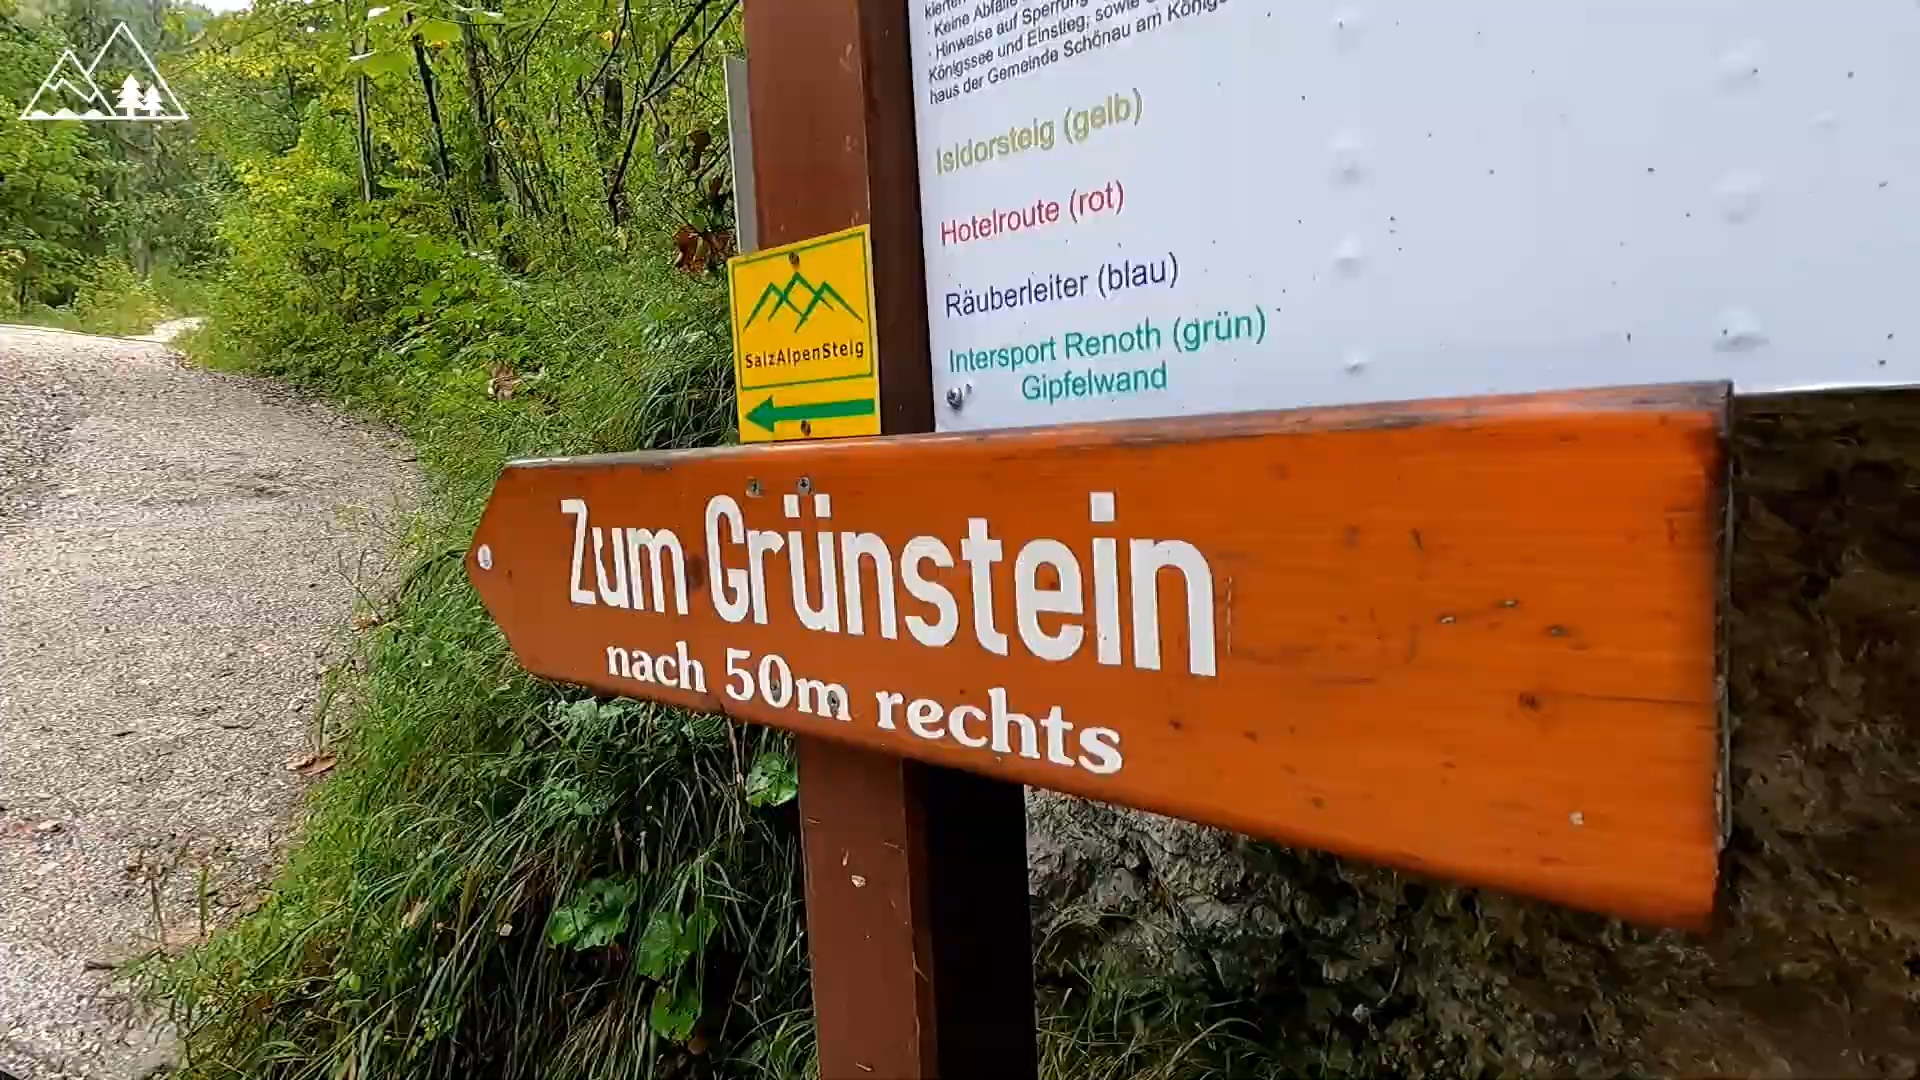 · Keine Abfälle
· Hinweise auf Sperrung
Königssee und Einstieg; sowie
haus der Gemeinde Schönau am Königs
Isidorsteig (gelb)
Hotelroute (rot)
Räuberleiter (blau)
Intersport Renoth (grün)
Gipfelwand
SalzAlpenSteig
Zum Grünstein
nach 50m rechts